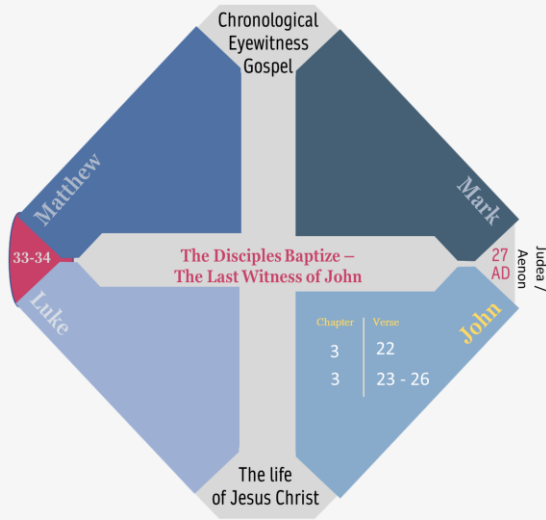 Chronological
Eyewitness
Gospel
Matthew
Mark
33-34
The Disciples Baptize –
The Last Witness of John
27
AD
Judea /
Aenon
Luke
John
Chapter Verse
3 22
3 23 - 26
The life
of Jesus Christ